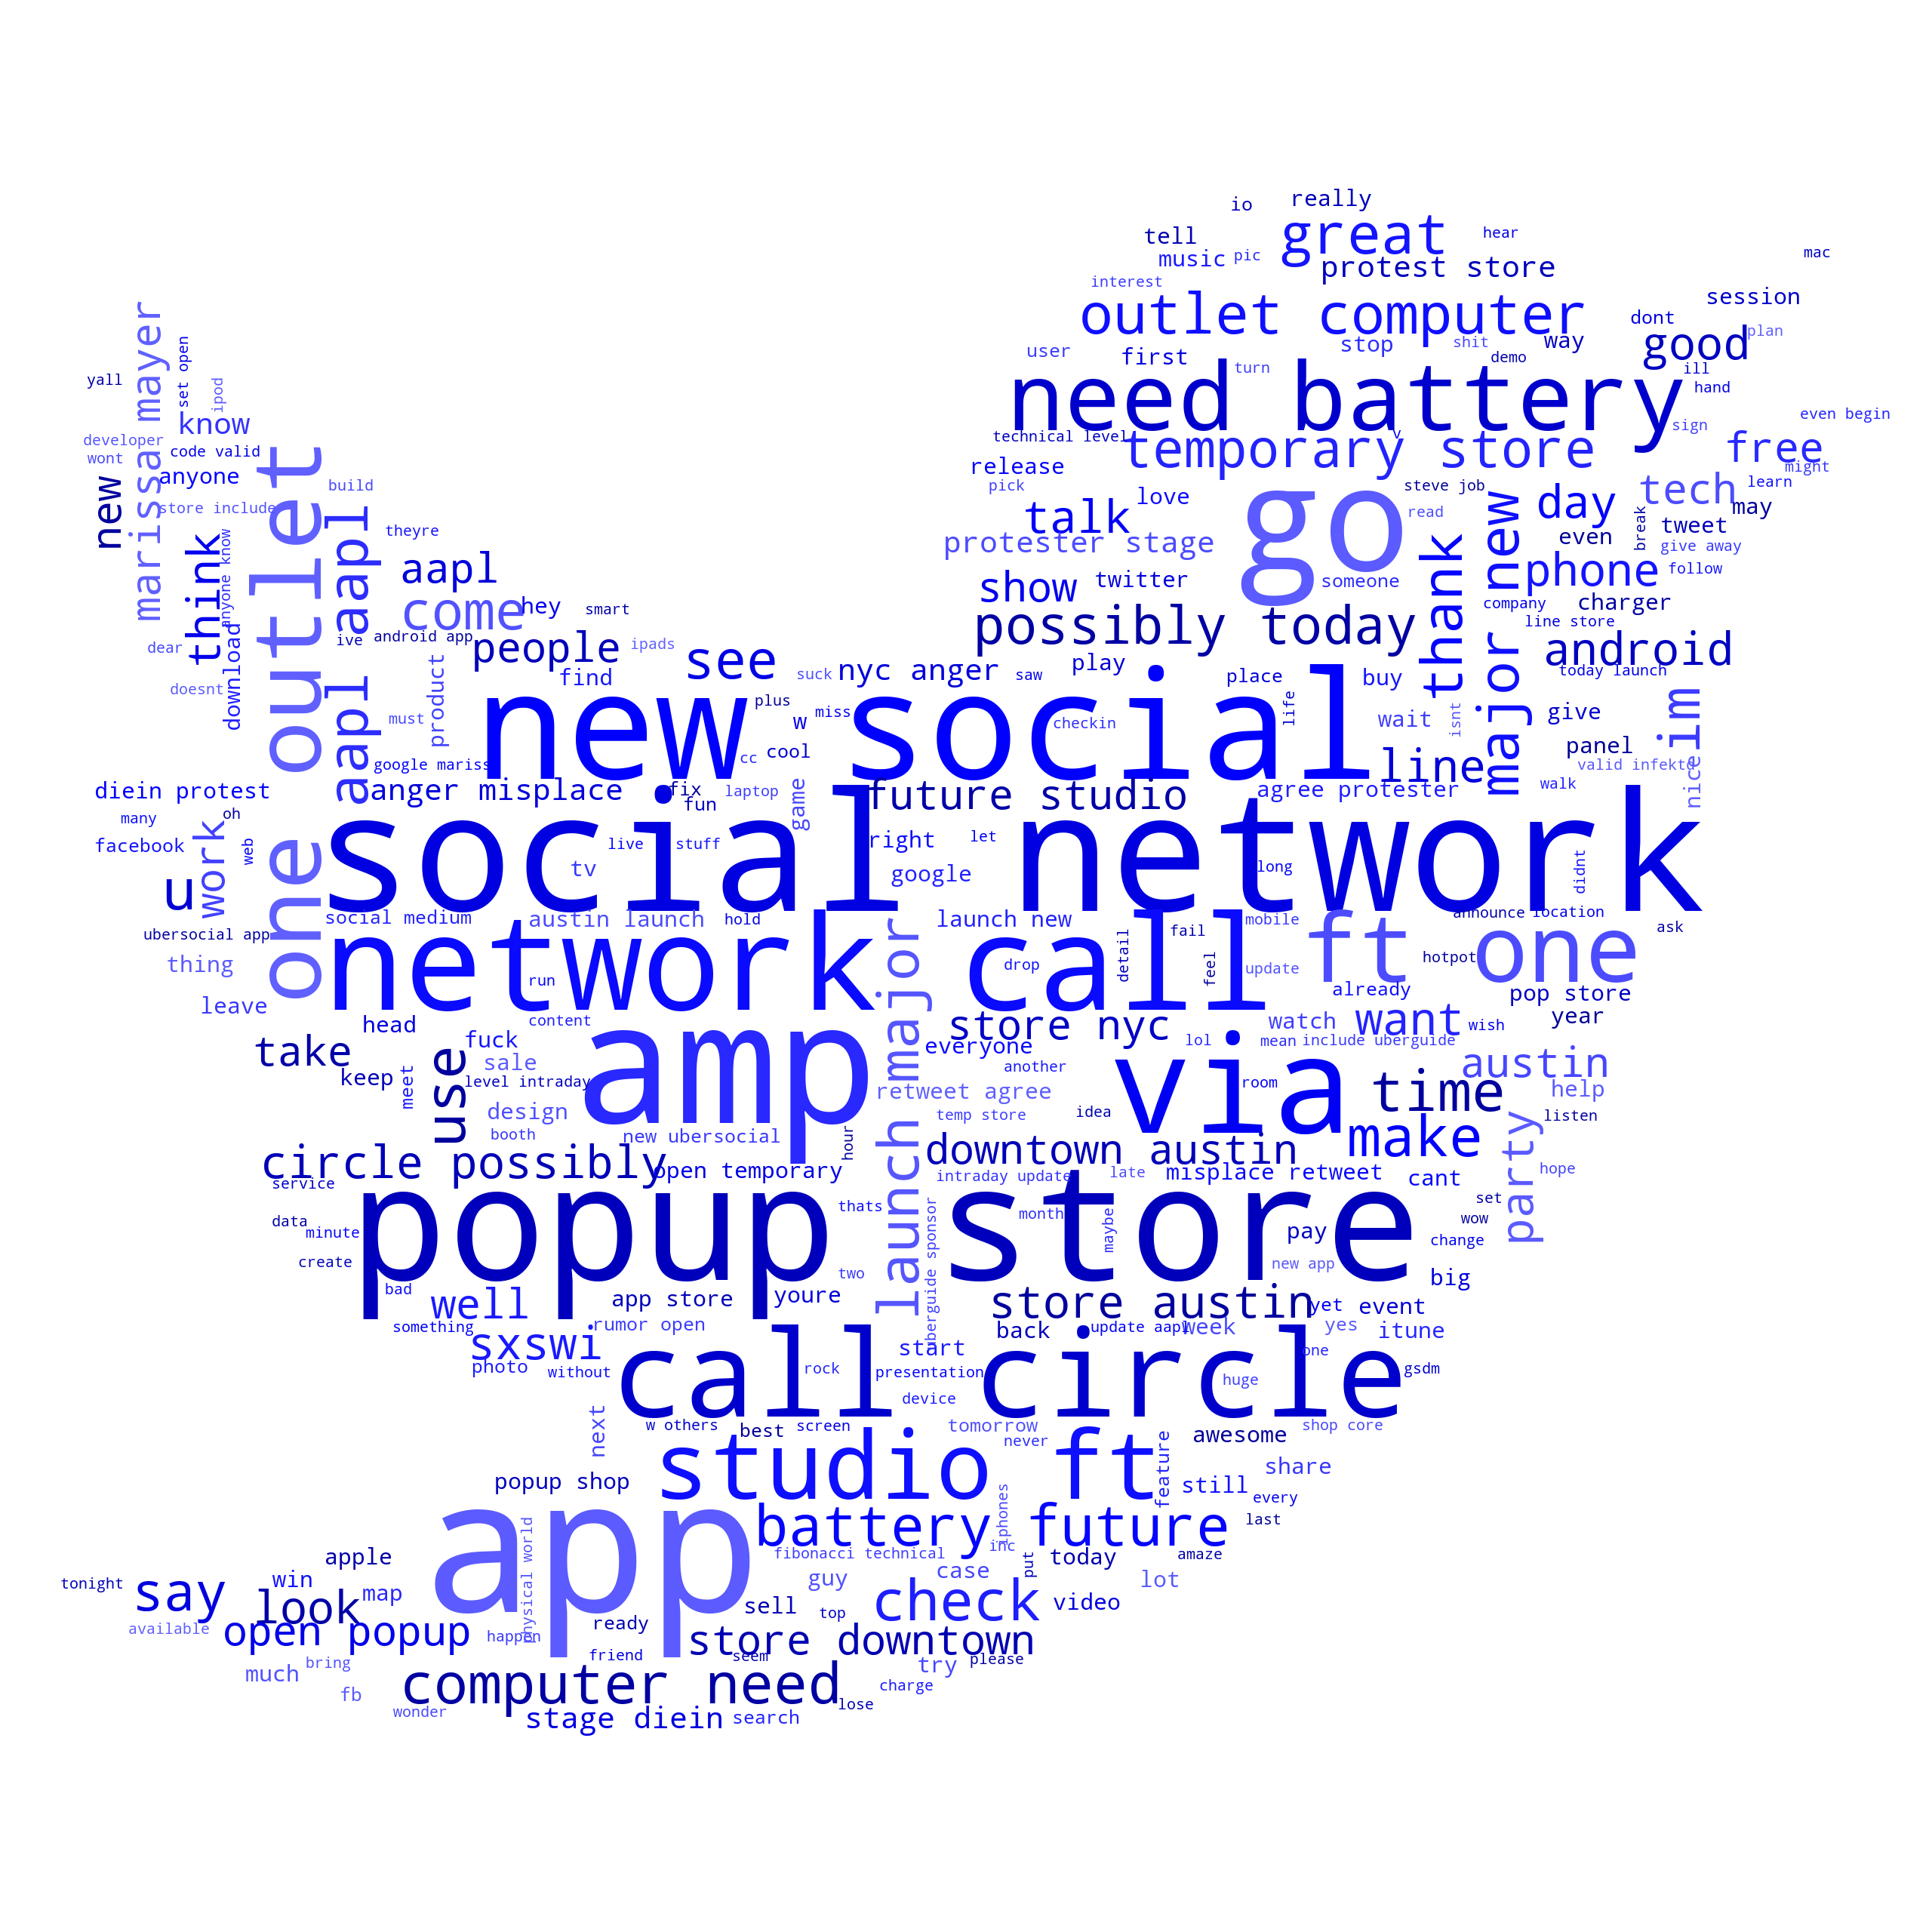 io
really
great
hear
tell
music
pic
protest store
mac
interest
outlet computer
session
dont
plan
user
first
stop
shit
way
good
demo
ill
turn
need battery
hand
yall
set open
ipod
marissa mayer
know
developer
wont
code valid
anyone
even begin
sign
technical level
v
temporary store
free
might
release
pick
love
go
steve job
read
tech
learn
may
day
new
store include
build
outlet
think
anyone know
theyre
aapl aapl
talk
protester stage
thank
major new
even
break
tweet
give away
aapl
come
hey
smart
show
twitter
someone
phone
follow
company
charger
line store
possibly today
android
dear
ive
android app
people
ipads
doesnt
download
find
see
suck
nyc anger
saw
play
place
buy
today launch
must
product
new social
plus
w
miss
checkin
life
wait
isnt
give
im
google mariss
cc
cool
line
panel
valid infektd
nice
diein protest
anger misplace
fix
fun
laptop
game
future studio
agree protester
walk
many
oh
facebook
web
work
one
social network
live
stuff
right
let
tv
google
long
didnt
u
social medium
austin launch
hold
launch new
mobile
ft
announce
location
one
ask
ubersocial app
thing
network call
run
drop
detail
fail
feel
update
hotpot
leave
already
pop store
year
head
content
amp
launch major
store nyc
watch
want
wish
take
use
fuck
sale
everyone
lol
mean
include uberguide
austin
keep
meet
level intraday
another
via
room
time
help
design
retweet agree
temp store
idea
listen
booth
new ubersocial
hour
downtown austin
make
party
circle possibly
open temporary
intraday update
late
misplace retweet
cant
hope
service
popup store
thats
uberguide sponsor
month
maybe
pay
set
wow
data
minute
create
change
new app
two
big
bad
well
app store
youre
store austin
yet
event
something
sxswi
rumor open
start
back
update aapl
week
yes
itune
photo
without
call circle
rock
presentation
one
gsdm
device
huge
next
w others
best
screen
tomorrow
never
awesome
shop core
studio ft
feature
share
popup shop
still
every
app
battery future
iphones
last
physical world
apple
fibonacci technical
inc
put
today
amaze
tonight
win
map
guy
case
lot
say
look
sell
top
check
video
available
open popup
happen
ready
store downtown
much
bring
friend
seem
try
please
fb
computer need
charge
lose
wonder
stage diein
search